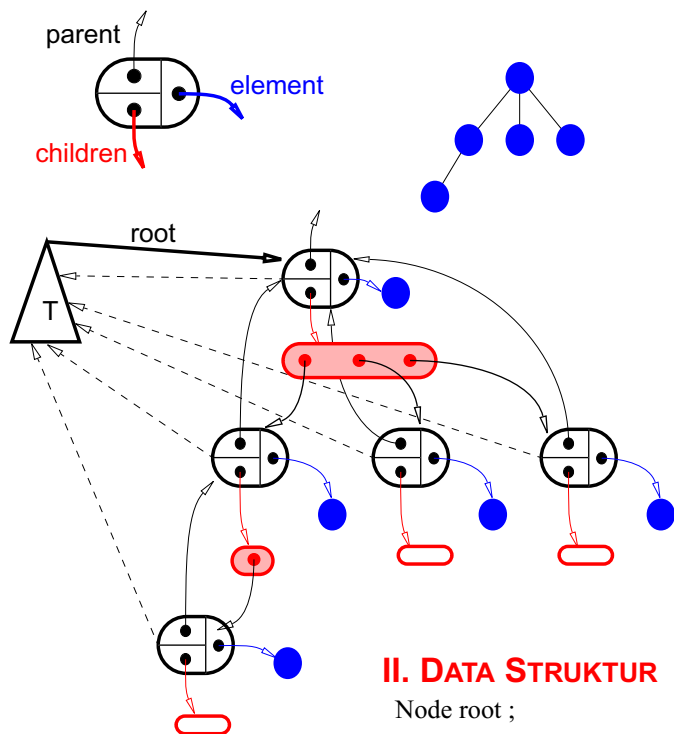 parent
element
children
root
T
II. DATA STRUKTUR
Node root ;